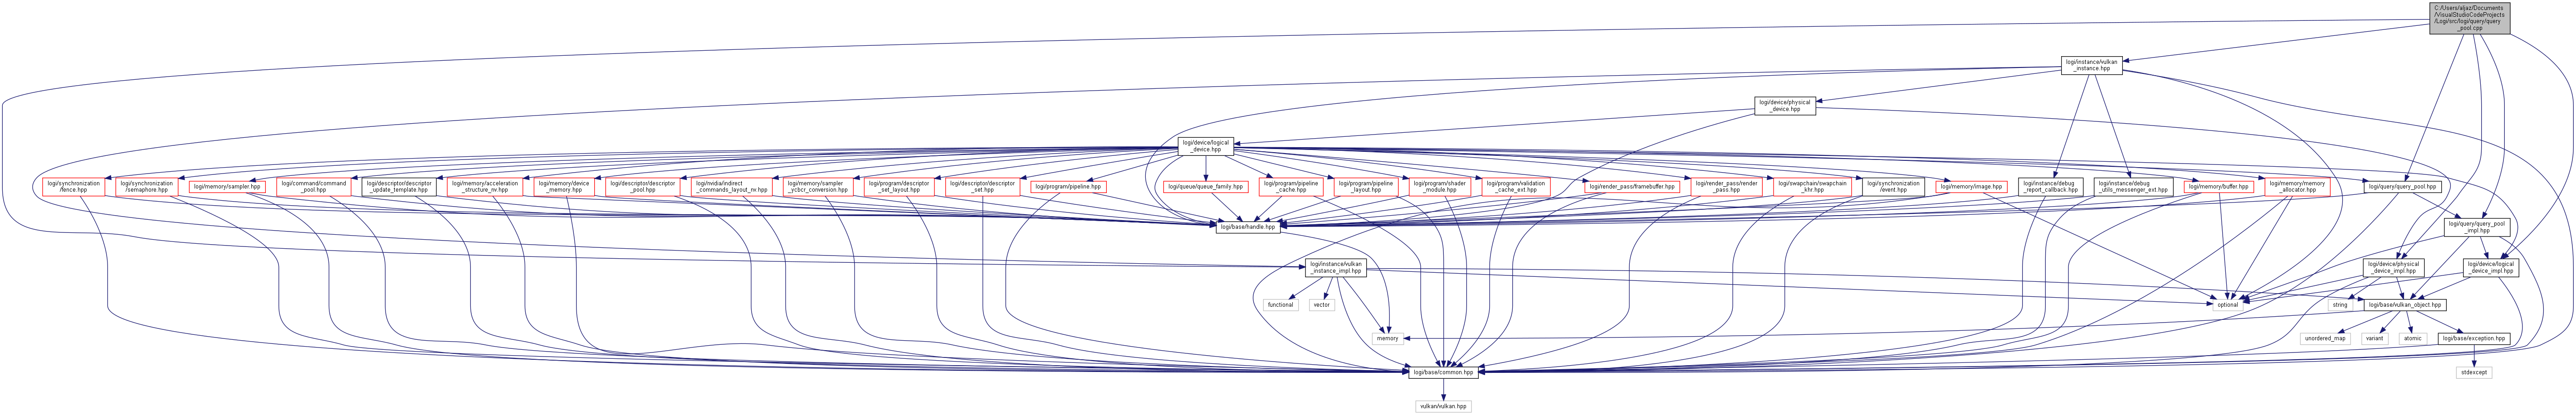 C:/Users/aljaz/Documents
/VisualStudioCodeProjects
/Logi/src/logi/query/query
_pool.cpp
logi/instance/vulkan
_instance.hpp
logi/device/physical
_device.hpp
logi/device/logical
_device.hpp
logi/synchronization
/fence.hpp
logi/synchronization
/semaphore.hpp
logi/memory/sampler.hpp
logi/command/command
_pool.hpp
logi/descriptor/descriptor
_update_template.hpp
logi/memory/acceleration
_structure_nv.hpp
logi/memory/device
_memory.hpp
logi/descriptor/descriptor
_pool.hpp
logi/nvidia/indirect
_commands_layout_nvx.hpp
logi/memory/sampler
_ycbcr_conversion.hpp
logi/program/descriptor
_set_layout.hpp
logi/descriptor/descriptor
_set.hpp
logi/program/pipeline.hpp
logi/queue/queue_family.hpp
logi/program/pipeline
_cache.hpp
logi/program/pipeline
_layout.hpp
logi/program/shader
_module.hpp
logi/program/validation
_cache_ext.hpp
logi/render_pass/framebuffer.hpp
logi/render_pass/render
_pass.hpp
logi/swapchain/swapchain
_khr.hpp
logi/synchronization
/event.hpp
logi/memory/image.hpp
logi/instance/debug
_report_callback.hpp
logi/instance/debug
_utils_messenger_ext.hpp
logi/memory/buffer.hpp
logi/memory/memory
_allocator.hpp
logi/query/query_pool.hpp
logi/base/handle.hpp
logi/query/query_pool
_impl.hpp
logi/instance/vulkan
_instance_impl.hpp
logi/device/physical
_device_impl.hpp
logi/device/logical
_device_impl.hpp
functional
vector
optional
string
logi/base/vulkan_object.hpp
memory
unordered_map
variant
atomic
logi/base/exception.hpp
logi/base/common.hpp
stdexcept
vulkan/vulkan.hpp